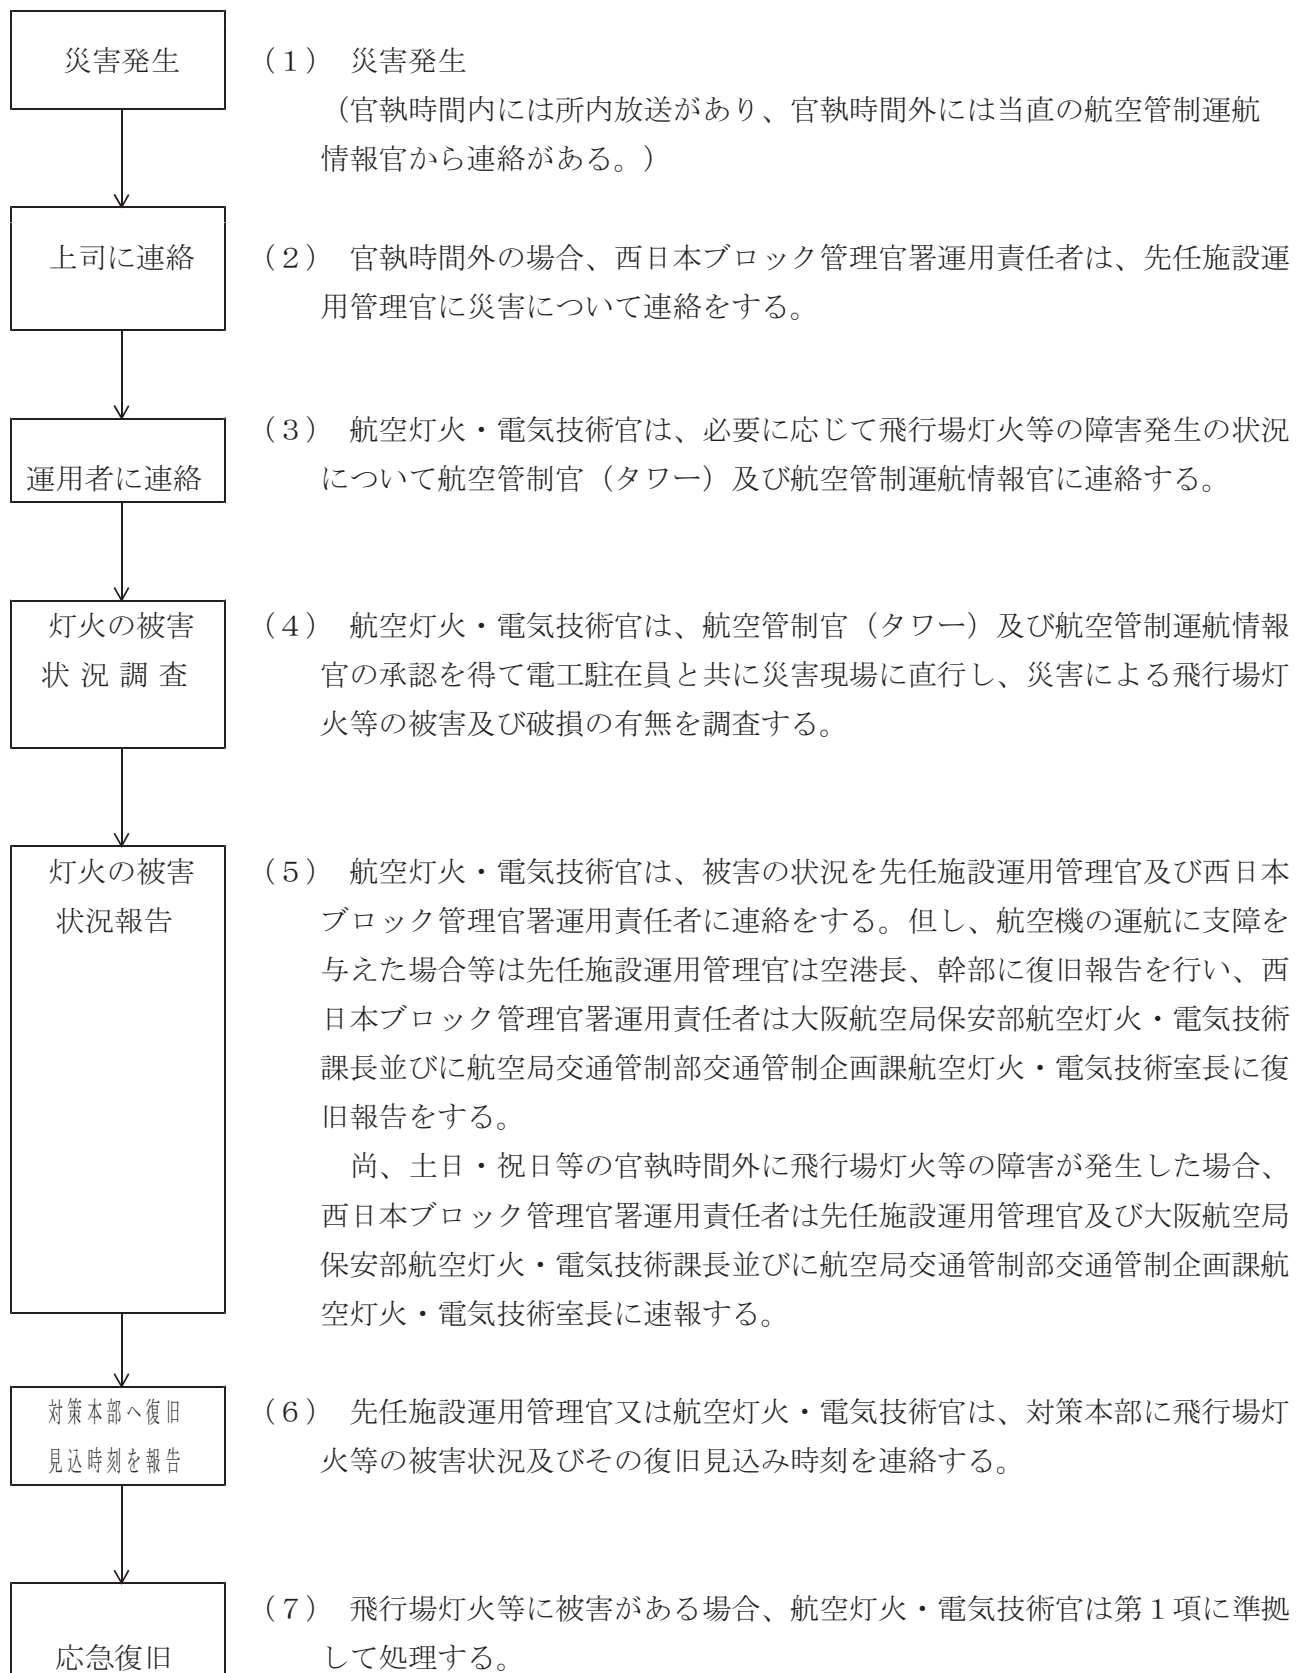 災害発生
（１） 災害発生
（官執時間内には所内放送があり、官執時間外には当直の航空管制運航
情報官から連絡がある。）
上司に連絡
（２） 官執時間外の場合、西日本ブロック管理官署運用責任者は、先任施設運
用管理官に災害について連絡をする。
運用者に連絡
（３） 航空灯火・電気技術官は、必要に応じて飛行場灯火等の障害発生の状況
について航空管制官（タワー）及び航空管制運航情報官に連絡する。
灯火の被害
状 況 調 査
（４） 航空灯火・電気技術官は、航空管制官（タワー）及び航空管制運航情報
官の承認を得て電工駐在員と共に災害現場に直行し、災害による飛行場灯
火等の被害及び破損の有無を調査する。
灯火の被害
状況報告
（５） 航空灯火・電気技術官は、被害の状況を先任施設運用管理官及び西日本
ブロック管理官署運用責任者に連絡をする。但し、航空機の運航に支障を
与えた場合等は先任施設運用管理官は空港長、幹部に復旧報告を行い、西
日本ブロック管理官署運用責任者は大阪航空局保安部航空灯火・電気技術
課長並びに航空局交通管制部交通管制企画課航空灯火・電気技術室長に復
旧報告をする。
尚、土日・祝日等の官執時間外に飛行場灯火等の障害が発生した場合、
西日本ブロック管理官署運用責任者は先任施設運用管理官及び大阪航空局
保安部航空灯火・電気技術課長並びに航空局交通管制部交通管制企画課航
空灯火・電気技術室長に速報する。
対策本部へ復旧
見込時刻を報告
（６） 先任施設運用管理官又は航空灯火・電気技術官は、対策本部に飛行場灯
火等の被害状況及びその復旧見込み時刻を連絡する。
応急復旧
（７） 飛行場灯火等に被害がある場合、航空灯火・電気技術官は第１項に準拠
して処理する。